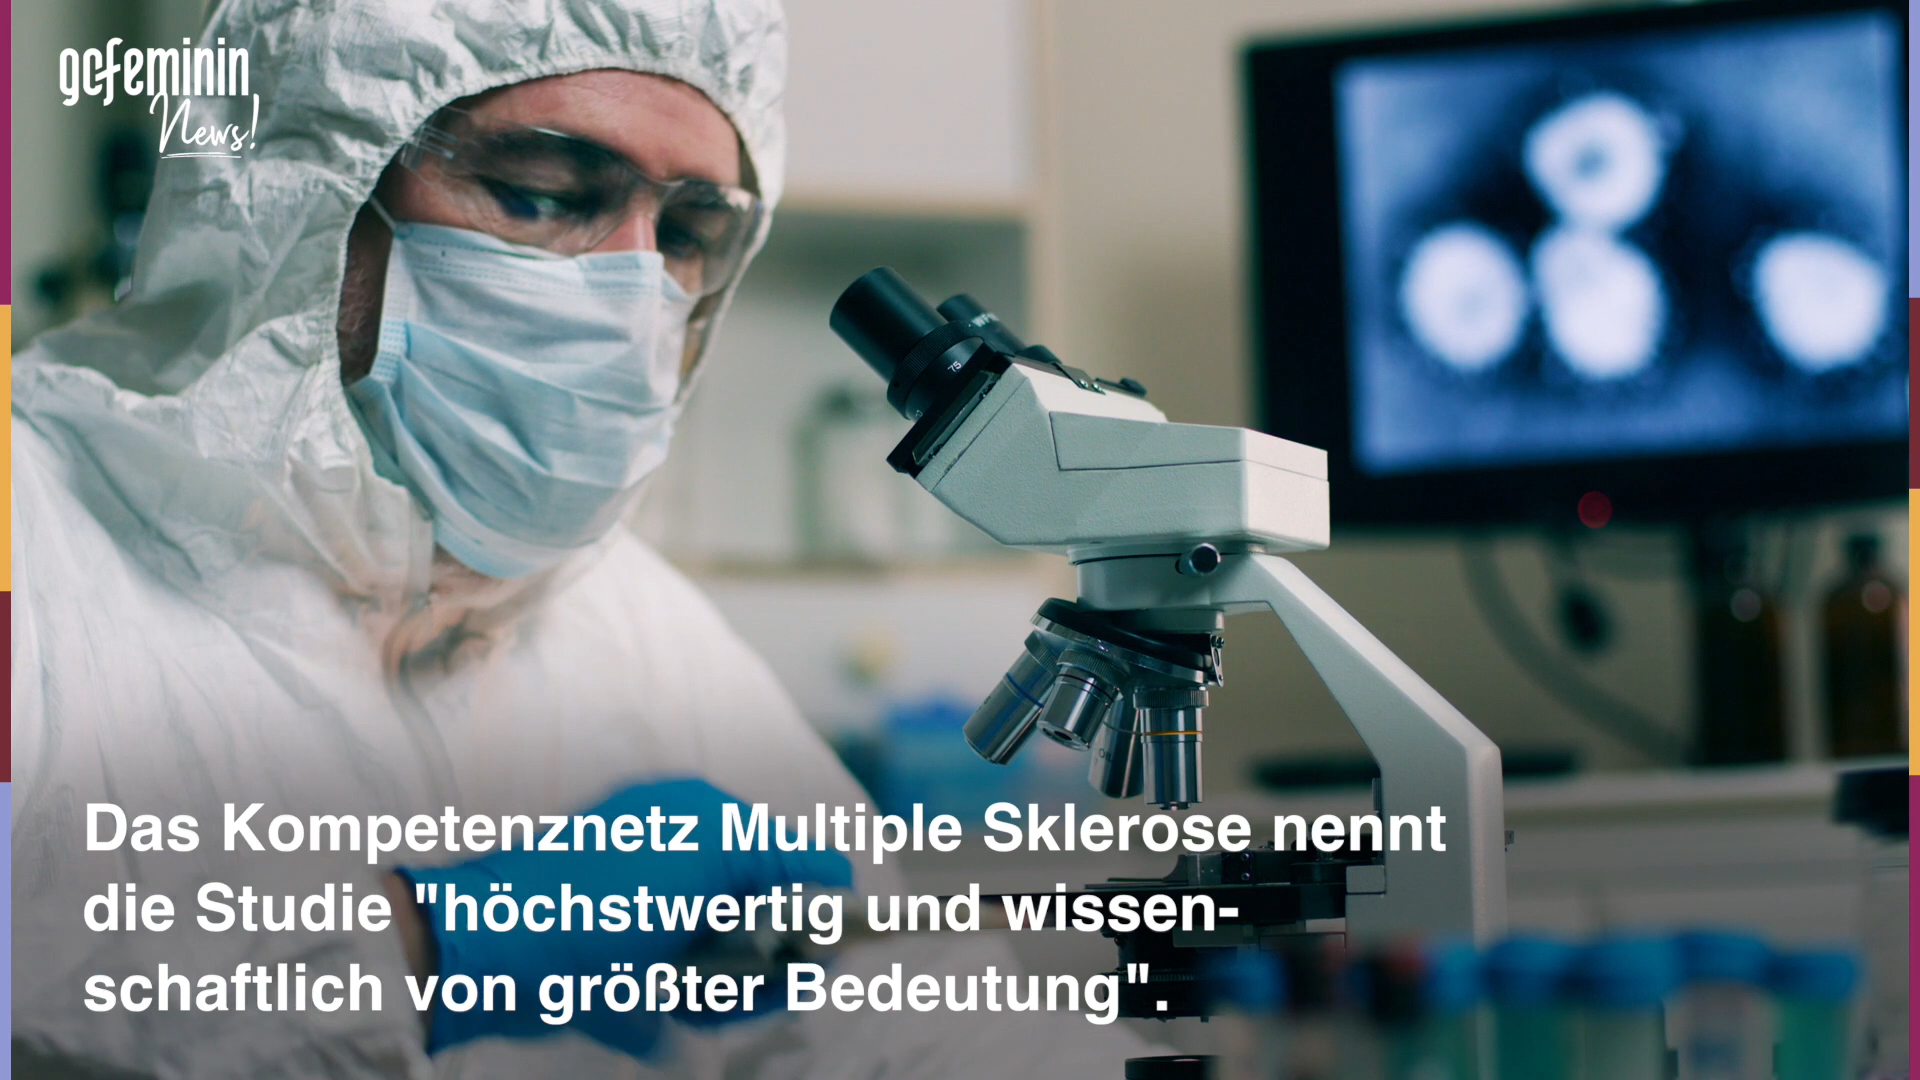 gofeminin
News!
Das Kompetenznetz Multiple Sklerose nennt
die Studie "höchstwertig und wissen-
schaftlich von größter Bedeutung".